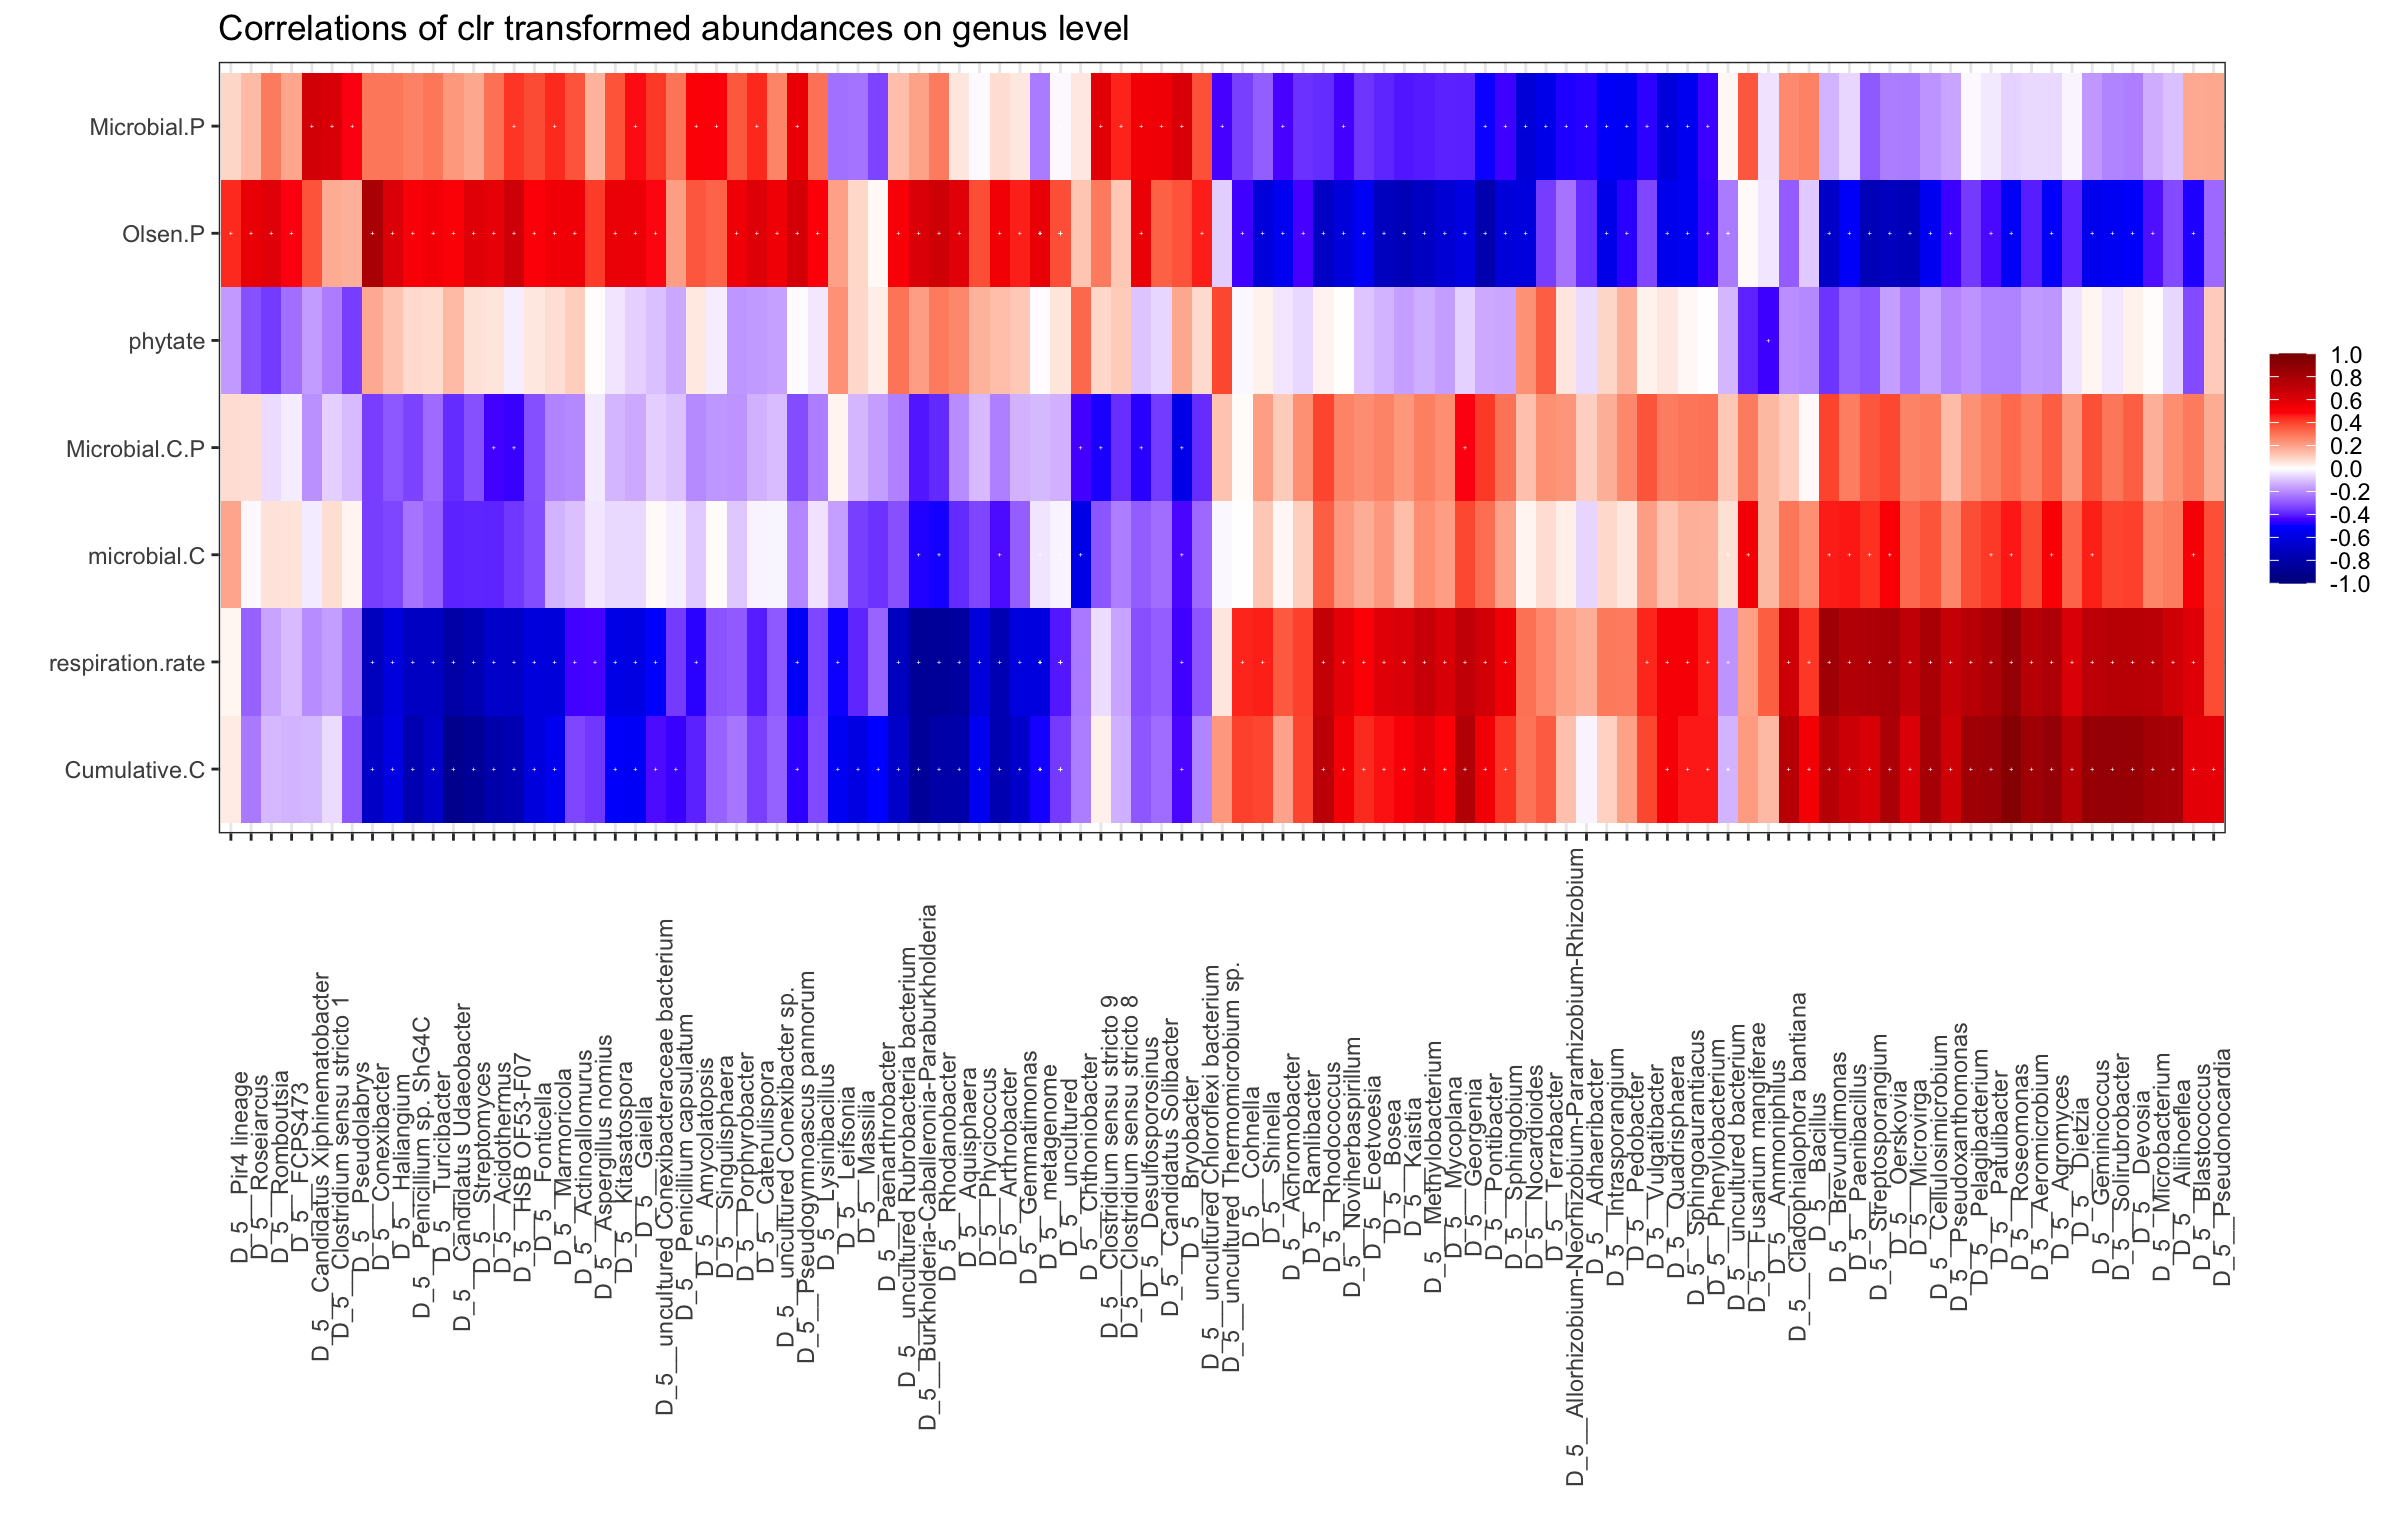 Correlations of clr transformed abundances on genus level
Microbial.P
Olsen.P
phytate
Microbial.C.P
microbial.C
respiration.rate
Cumulative.C
1.0
0.8
0.6
0.4
0.2
0.0
-0.2
-0.4
-0.6
-0.8
-1.0
D_5__Pir4 lineage
D_5__Roseiarcus
D_5__Romboutsia
D_5__FCPS473
D_5__Candidatus Xiphinematobacter
D_5__Clostridium sensu stricto 1
D_5__Pseudolabrys
D_5__Conexibacter
D_5__Haliangium
D_5__Penicillium sp. ShG4C
D_5__Turicibacter
D_5__Candidatus Udaeobacter
D_5__Streptomyces
D_5__Acidothermus
D_5__HSB OF53-F07
D_5__Fonticella
D_5__Marmoricola
D_5__Actinoallomurus
D_5__Aspergillus nomius
D_5__Kitasatospora
D_5__Gaiella
D_5__uncultured Conexibacteraceae bacterium
D_5__Penicillium capsulatum
D_5__Amycolatopsis
D_5__Singulisphaera
D_5__Porphyrobacter
D_5__Catenulispora
D_5__uncultured Conexibacter sp.
D_5__Pseudogymnoascus pannorum
D_5__Lysinibacillus
D_5__Leifsonia
D_5__Massilia
D_5__Paenarthrobacter
D_5__uncultured Rubrobacteria bacterium
D_5__Burkholderia-Caballeronia-Paraburkholderia
D_5__Rhodanobacter
D_5__Aquisphaera
D_5__Phycicoccus
D_5__Arthrobacter
D_5__Gemmatimonas
D_5__metagenome
D_5__uncultured
D_5__Chthoniobacter
D_5__Clostridium sensu stricto 9
D_5__Clostridium sensu stricto 8
D_5__Desulfosporosinus
D_5__Candidatus Solibacter
D_5__Bryobacter
D_5__uncultured Chloroflexi bacterium
D_5__uncultured Thermomicrobium sp.
D_5__Cohnella
D_5__Shinella
D_5__Achromobacter
D_5__Ramlibacter
D_5__Rhodococcus
D_5__Noviherbaspirillum
D_5__Eoetvoesia
D_5__Bosea
D_5__Kaistia
D_5__Methylobacterium
D_5__Mycoplana
D_5__Georgenia
D_5__Pontibacter
D_5__Sphingobium
D_5__Nocardioides
D_5__Terrabacter
D_5__Allorhizobium-Neorhizobium-Pararhizobium-Rhizobium
D_5__Adhaeribacter
D_5__Intrasporangium
D_5__Pedobacter
D_5__Vulgatibacter
D_5__Quadrisphaera
D_5__Sphingoaurantiacus
D_5__Phenylobacterium
D_5__uncultured bacterium
D_5__Fusarium mangiferae
D_5__Ammoniphilus
D_5__Cladophialophora bantiana
D_5__Bacillus
D_5__Brevundimonas
D_5__Paenibacillus
D_5__Streptosporangium
D_5__Oerskovia
D_5__Microvirga
D_5__Cellulosimicrobium
D_5__Pseudoxanthomonas
D_5__Pelagibacterium
D_5__Patulibacter
D_5__Roseomonas
D_5__Aeromicrobium
D_5__Agromyces
D_5__Dietzia
D_5__Geminicoccus
D_5__Solirubrobacter
D_5__Devosia
D_5__Microbacterium
D_5__Alihoeflea
D_5__Blastococcus
D_5__Pseudonocardia